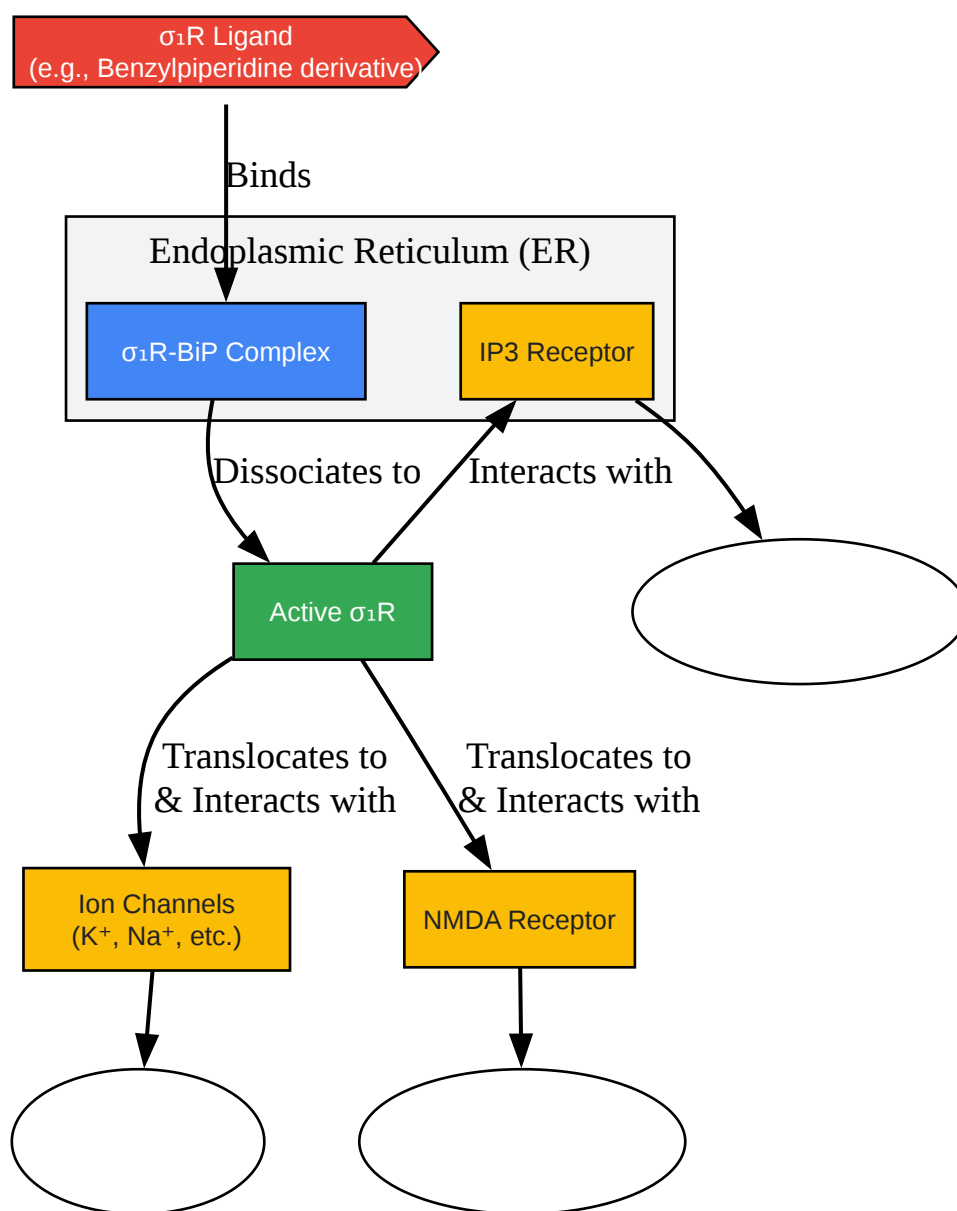 σ₁R Ligand
(e.g., Benzylpiperidine derivative)
Binds
Endoplasmic Reticulum (ER)
σ₁R-BiP Complex
IP3 Receptor
Dissociates to
Interacts with
Active σ₁R
Translocates to
& Interacts with
Translocates to
& Interacts with
Ion Channels
(K⁺, Na⁺, etc.)
NMDA Receptor